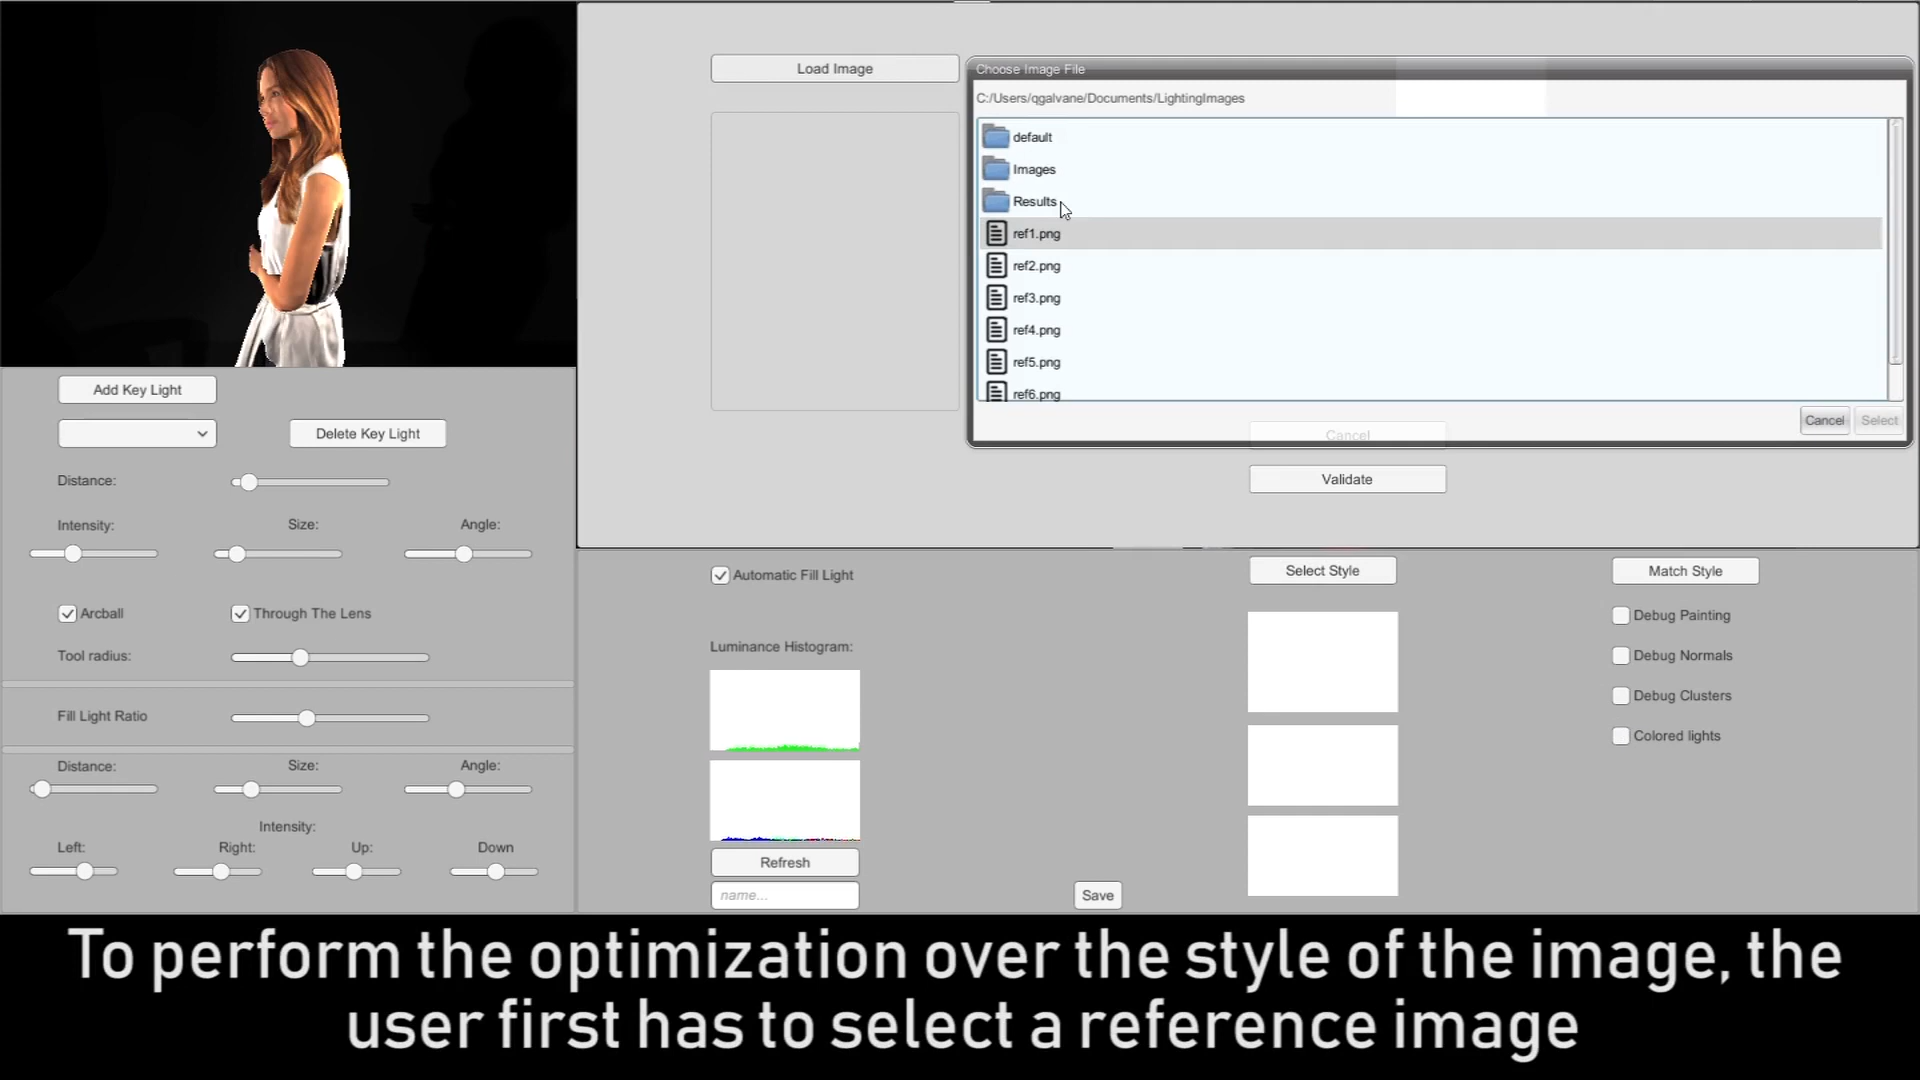 Load Image
Choose Image File
C:/Users/qgalvane/Documents/LightingImages
default
Images
Results
ref1.png
ref2.png
ref3.png
ref4.png
ref5.png
ref6.png
Cancel
Select
Cancel
Validate
Add Key Light
Delete Key Light
Distance:
Intensity:
Size:
Angle:
Arcball
Through The Lens
Tool radius:
Fill Light Ratio
Distance:
Size:
Angle:
Intensity:
Left:
Right:
Up:
Down
Automatic Fill Light
Luminance Histogram:
Refresh
name...
Save
Select Style
Match Style
Debug Painting
Debug Normals
Debug Clusters
Colored lights
To perform the optimization over the style of the image, the
user first has to select a reference image